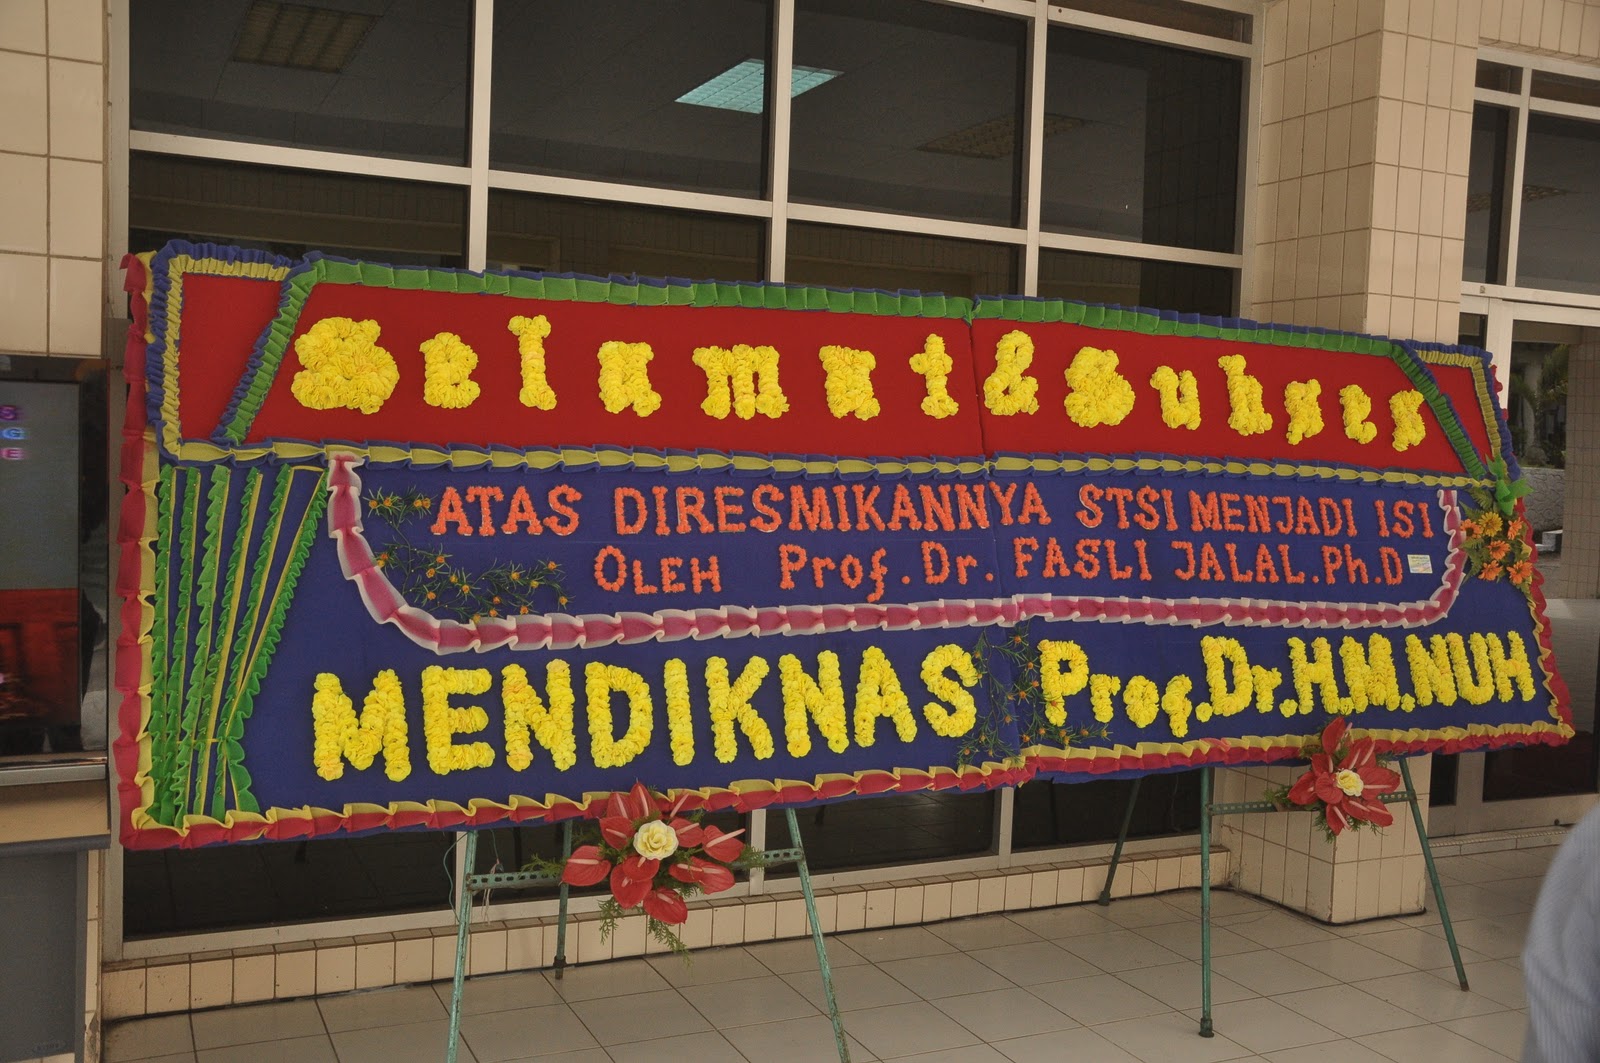 Selamat & Sukses
ATAS DIRESMIKANNYA STSI MENJADI ISI
OLEH Prof. Dr. FASLI JALAL. Ph.D
MENDIKNAS Prof. Dr. H.M. NUH
S
G
E